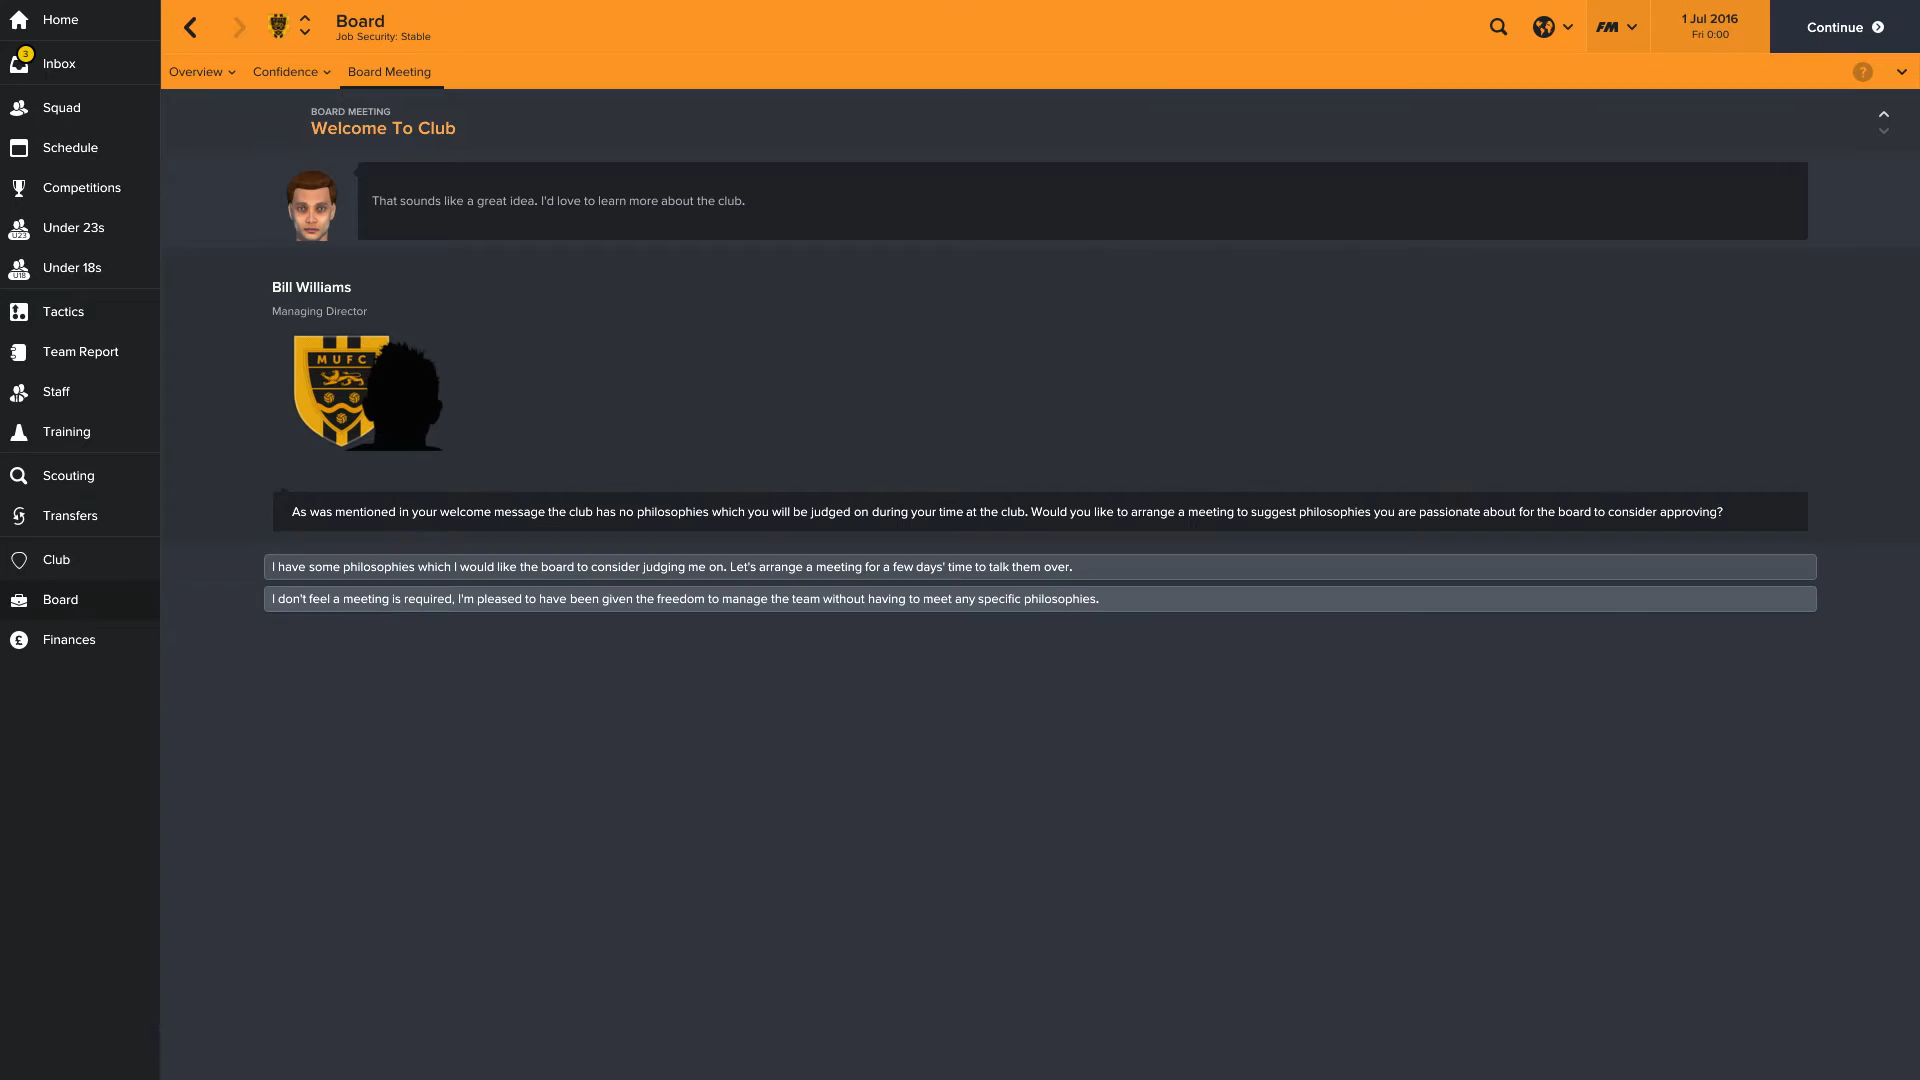 Home
3
Inbox
Squad
Schedule
Competitions
U23
Under 23s
U18
Under 18s
Tactics
Team Report
Staff
Training
Scouting
Transfers
Club
Board
£
Finances
Board
Job Security: Stable
FM
1 Jul 2016
Fri 0:00
Continue
Overview
Confidence
Board Meeting
?
BOARD MEETING
Welcome To Club
That sounds like a great idea. I'd love to learn more about the club.
Bill Williams
Managing Director
MUFC
As was mentioned in your welcome message the club has no philosophies which you will be judged on during your time at the club. Would you like to arrange a meeting to suggest philosophies you are passionate about for the board to consider approving?
I have some philosophies which I would like the board to consider judging me on. Let's arrange a meeting for a few days' time to talk them over.
I don't feel a meeting is required, I'm pleased to have been given the freedom to manage the team without having to meet any specific philosophies.